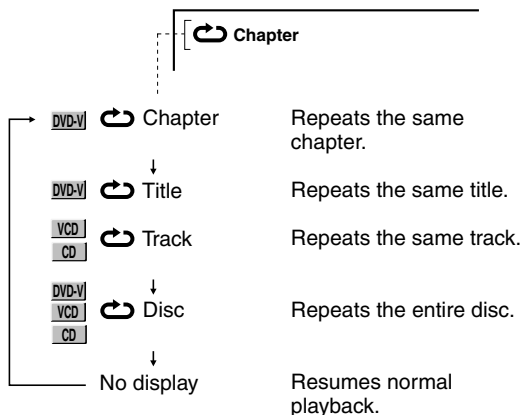 Chapter
DVD-V Chapter Repeats the same
chapter.
DVD-V Title Repeats the same title.
VCD
CD
Track Repeats the same track.
DVD-V
VCD
CD
Disc Repeats the entire disc.
No display Resumes normal
playback.